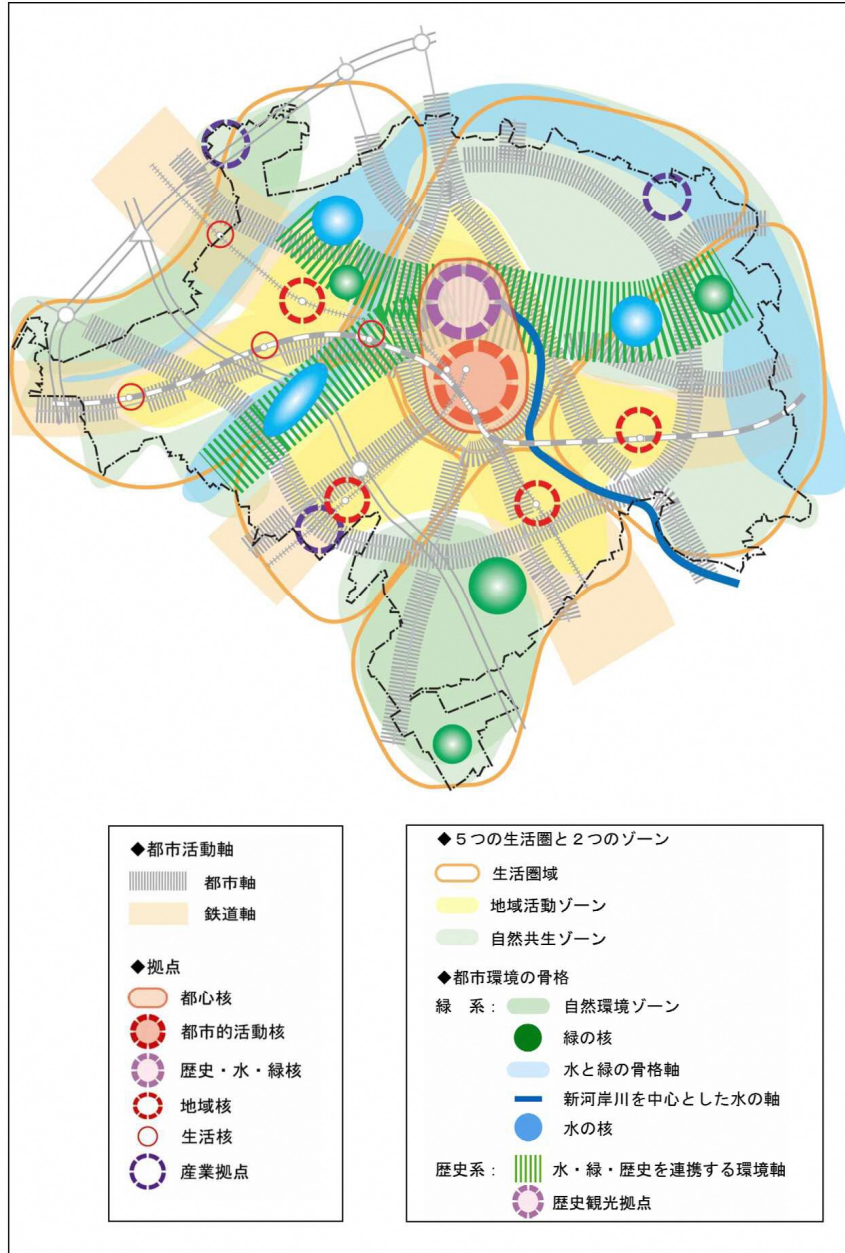 ◆都市活動軸
都市軸
鉄道軸
◆拠点
都心核
都市的活動核
歴史・水・緑核
地域核
生活核
産業拠点
◆５つの生活圏と２つのゾーン
生活圏域
地域活動ゾーン
自然共生ゾーン
◆都市環境の骨格
緑　系： 自然環境ゾーン
緑の核
水と緑の骨格軸
新河岸川を中心とした水の軸
水の核
歴史系： 水・緑・歴史を連携する環境軸
歴史観光拠点